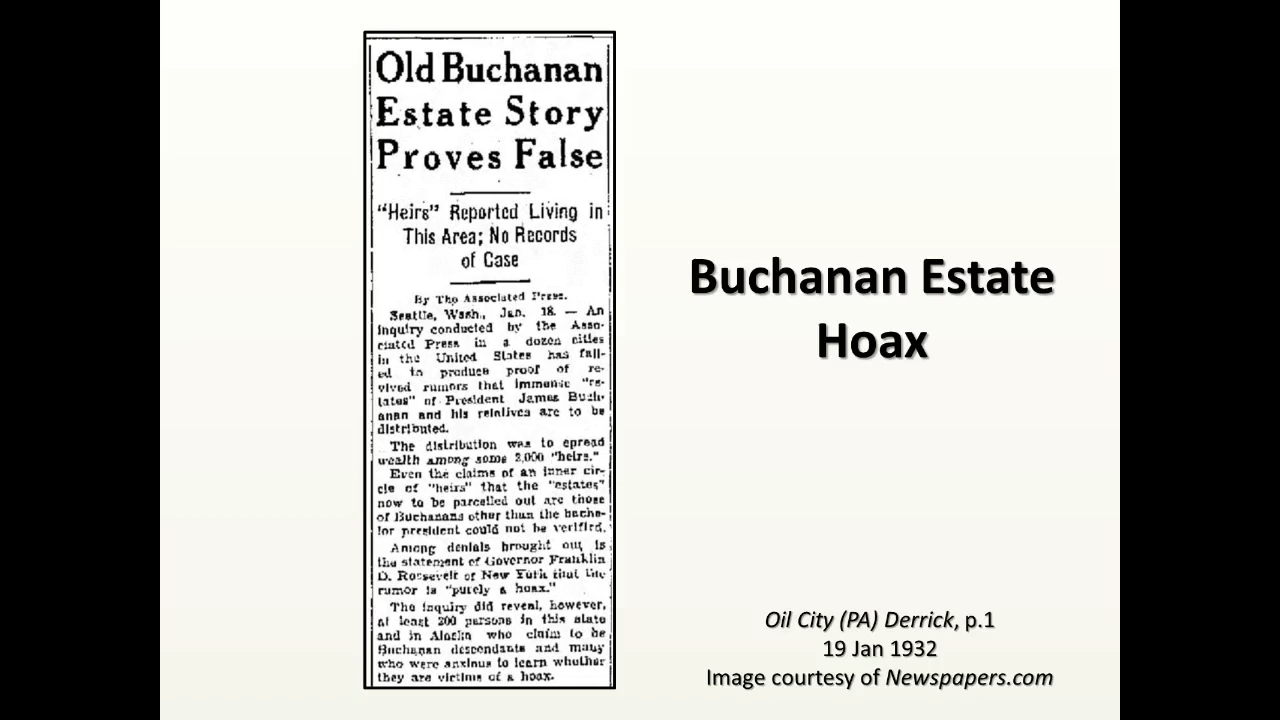 Old Buchanan
Estate Story
Proves False
"Heirs" Reported Living in
This Area; No Records
of Case
By The Associated Press.
Seattle, Wash., Jan. 18. — An
inquiry conducted by the Asso-
ciated Press in a dozen cities
in the United States has fail-
ed to produce proof of re-
vived rumors that immense "es-
tates" of President James Buch-
anan and his relatives are to be
distributed.
The distribution was to spread
wealth among some 2,000 "heirs."
Even the claims of an inner cir-
cle of "heirs" that the "estates"
now to be parcelled out are those
of Buchanans other than the bache-
lor president could not be verified.
Among denials brought out is
the statement of Governor Franklin
D. Roosevelt of New York that the
rumor is "purely a hoax."
The inquiry did reveal, however,
at least 200 persons in this state
and in Alaska who claim to be
Buchanan descendants and many
who were anxious to learn whether
they are victims of a hoax.
Buchanan Estate
Hoax
Oil City (PA) Derrick, p.1
19 Jan 1932
Image courtesy of Newspapers.com